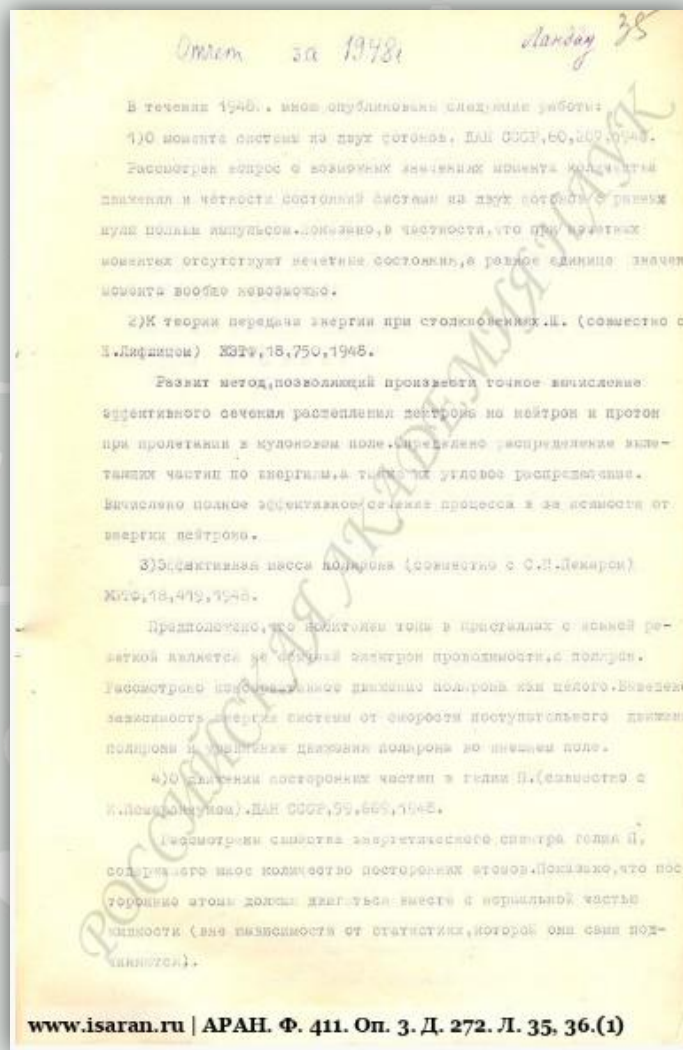 Отчет за 1948г
Ландау 35
В течении 1948.. мною опубликованы следующие работы:
1)О моменте системы из двух фотонов. ДАН СССР,60,207,1948.
Рассмотрен вопрос о возможных значениях момента количества
движения и чётности состояний системы из двух фотонов с равным
нулю полным импульсом.Показано,в частности,что при нечетных
моментах отсутствуют нечетные состояния,а равное единице значен
момента вообще невозможно.
2)К теории передачи энергии при столкновениях.Ш. (совместно с
Лифшицом) ЖЭТФ,18,750,1948.
Развит метод,позволяющий произвести точное вычисление
эффективного сечения расщепления дейтрона на нейтрон и протон
при пролетании в кулоновом поле.Определено распределение выле-
тающих частиц по энергиям,а также их угловое распределение.
Вычислено полное эффективное сечение процесса в зависимости от
энергии дейтрона.
3)Эффективная масса полярона (совместно с С.И.Пекаром)
ЖЭТФ,18,419,1948.
Предположено,что носителем тока в кристаллах с ионной ре-
шеткой является не обычный электрон проводимости,а полярон.
Рассмотрено движение полярона как целого.Выведено
зависимость энергии системы от скорости поступательного движен
полярона и уравнение движения полярона во внешнем поле.
4)О движении посторонних частиц в гелии П.(совместно с
И.Померанчуком).ДАН СССР,59,669,1948.
Рассмотрены свойства энергетического спектра гелия П,
содержащего малое количество посторонних атомов.Показано,что пос
торонние атомы должны двигаться вместе с нормальной частью
жидкости (вне зависимости от статистики,которой они сами под-
чиняются).
РОССИЙСКАЯ АКАДЕМИЯ НАУК
www.isaran.ru | АРАН. Ф. 411. Оп. 3. Д. 272. Л. 35, 36.(1)